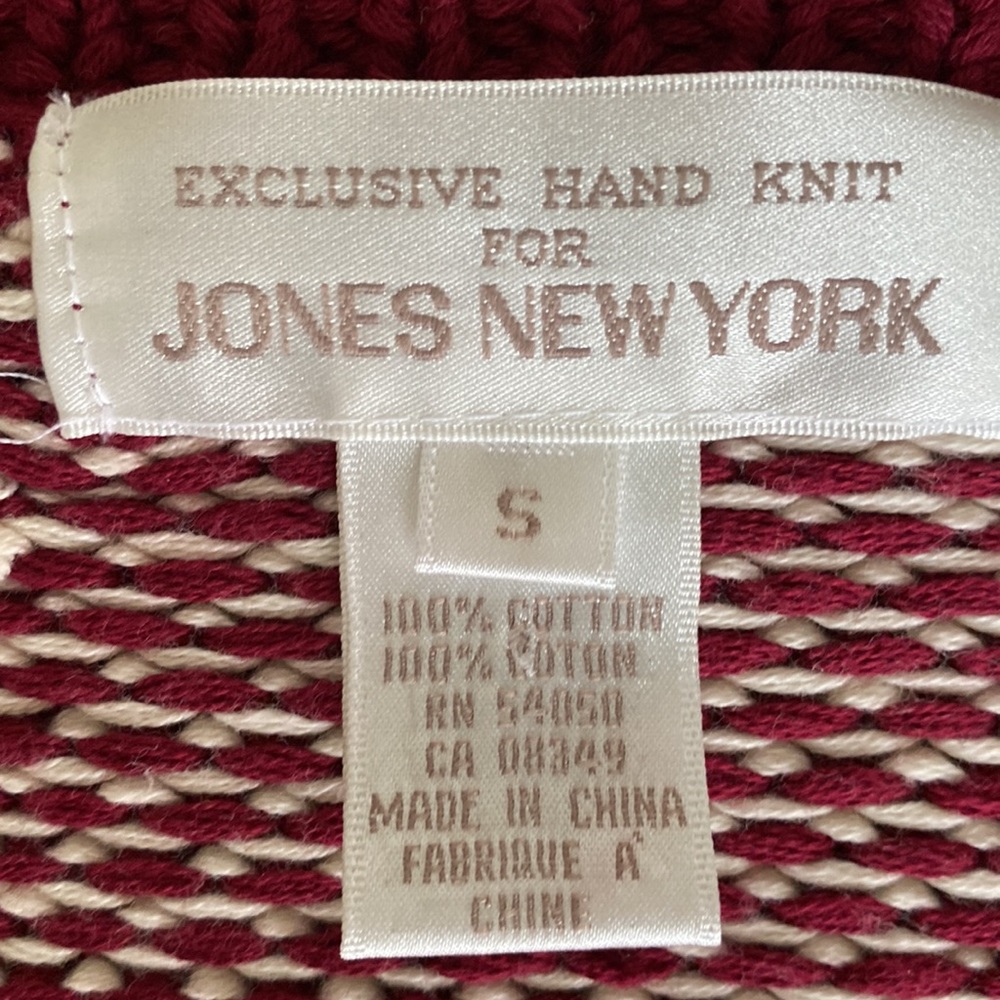 EXCLUSIVE HAND KNIT
FOR
JONES NEW YORK
S
100% COTTON
100% COTON
RN 54050
CA 08349
MADE IN CHINA
FABRIQUE A'
CHINE